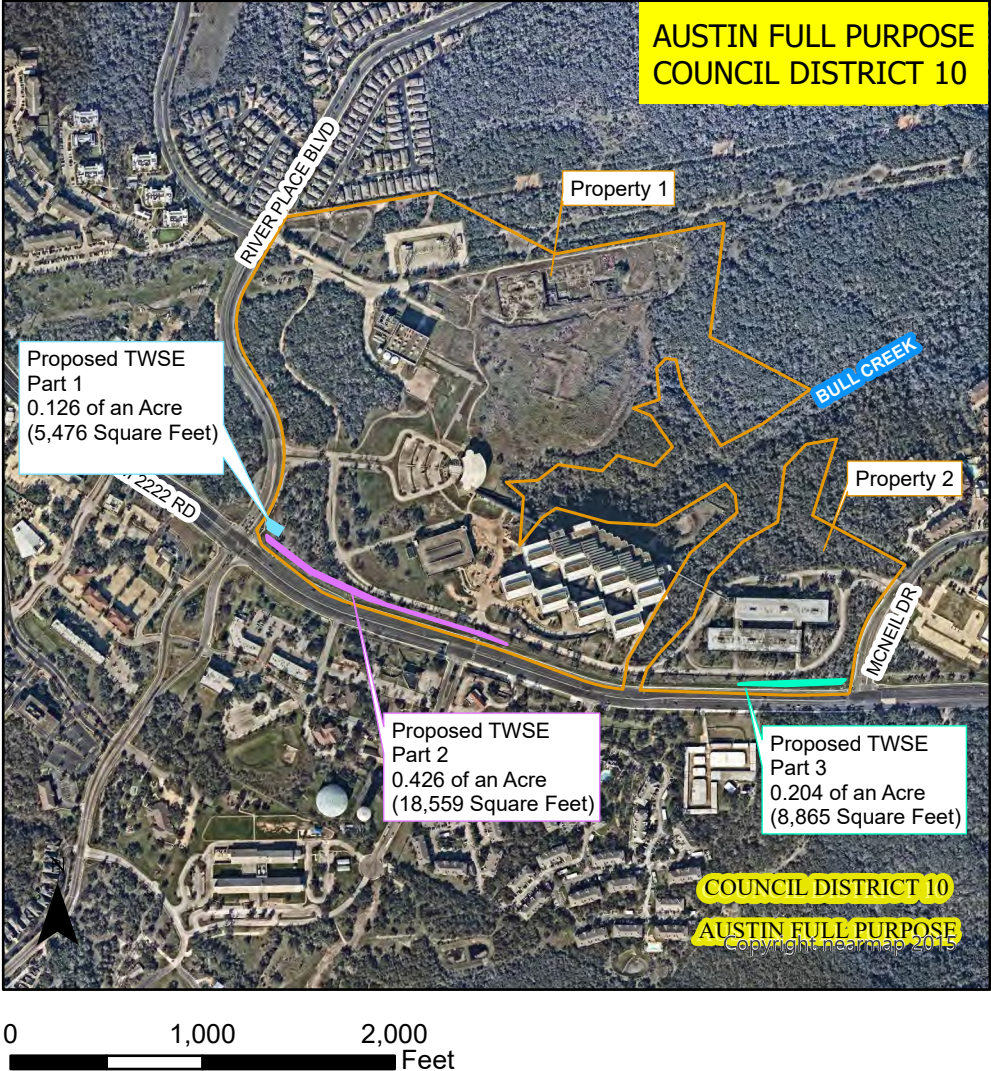 AUSTIN FULL PURPOSE
COUNCIL DISTRICT 10
RIVER PLACE BLVD
Property 1
Proposed TWSE
Part 1
0.126 of an Acre
(5,476 Square Feet)
BULL CREEK
2222 RD
Property 2
MCNEIL DR
Proposed TWSE
Part 2
0.426 of an Acre
(18,559 Square Feet)
Proposed TWSE
Part 3
0.204 of an Acre
(8,865 Square Feet)
COUNCIL DISTRICT 10
AUSTIN FULL PURPOSE
Copyright nearmap 2015
0 1,000 2,000
Feet